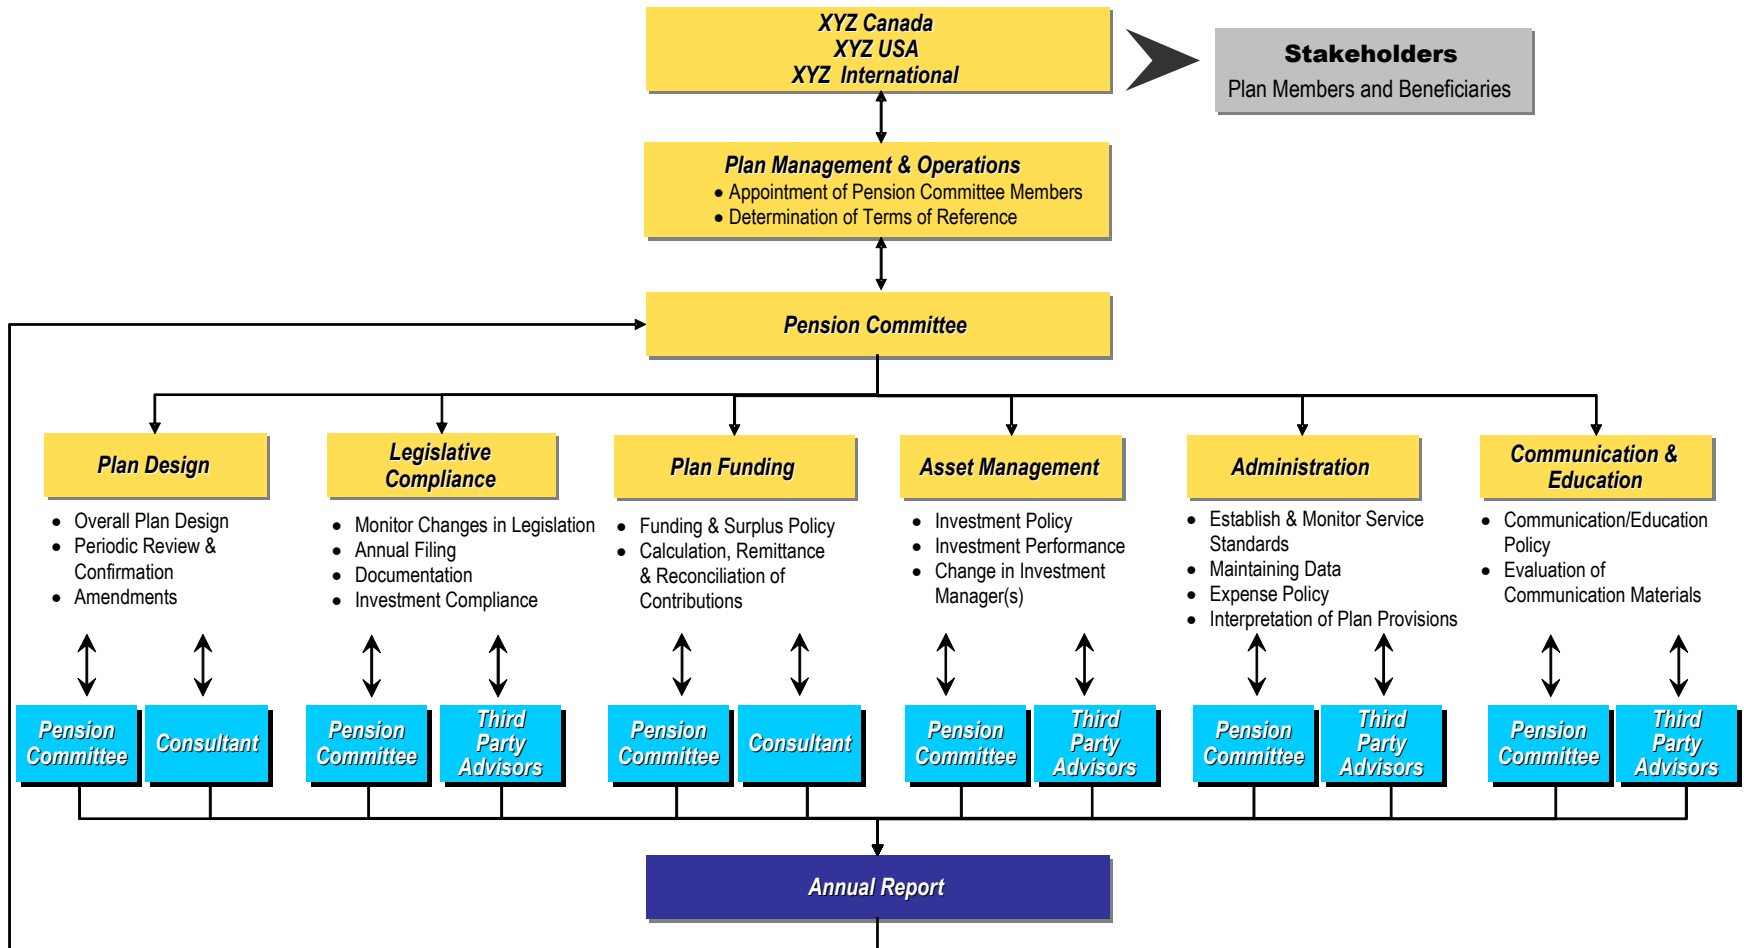 XYZ Canada
XYZ USA
XYZ International
Stakeholders
Plan Members and Beneficiaries
Plan Management & Operations
• Appointment of Pension Committee Members
• Determination of Terms of Reference
Pension Committee
Plan Design
• Overall Plan Design
• Periodic Review &
Confirmation
• Amendments
Legislative
Compliance
• Monitor Changes in Legislation
• Annual Filing
• Documentation
• Investment Compliance
Plan Funding
• Funding & Surplus Policy
• Calculation, Remittance
& Reconciliation of
Contributions
Asset Management
• Investment Policy
• Investment Performance
• Change in Investment
Manager(s)
Administration
• Establish & Monitor Service
Standards
• Maintaining Data
• Expense Policy
• Interpretation of Plan Provisions
Communication &
Education
• Communication/Education
Policy
• Evaluation of
Communication Materials
Pension
Committee
Consultant
Pension
Committee
Third
Party
Advisors
Pension
Committee
Consultant
Pension
Committee
Third
Party
Advisors
Pension
Committee
Third
Party
Advisors
Pension
Committee
Third
Party
Advisors
Annual Report